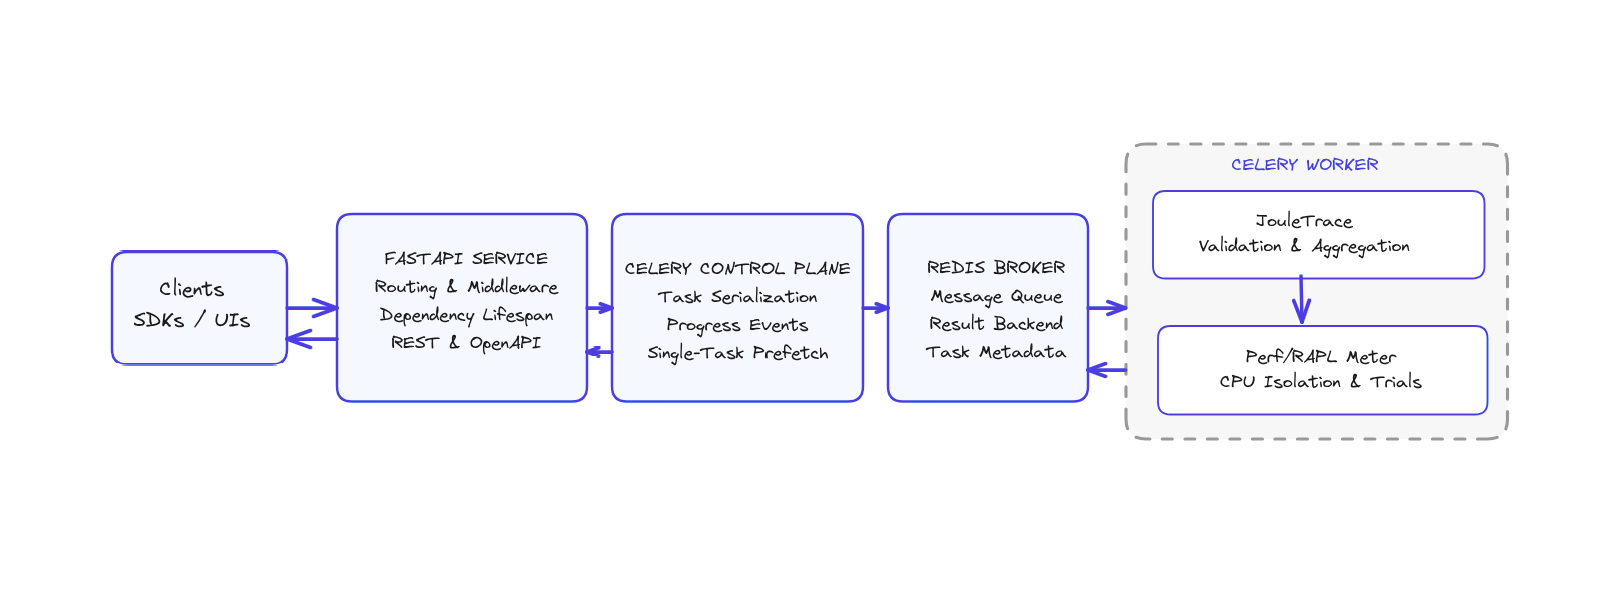 Clients
SDKs / UIs
FASTAPI SERVICE
Routing & Middleware
Dependency Lifespan
REST & OpenAPI
CELERY CONTROL PLANE
Task Serialization
Progress Events
Single-Task Prefetch
REDIS BROKER
Message Queue
Result Backend
Task Metadata
CELERY WORKER
JouleTrace
Validation & Aggregation
Perf/RAPL Meter
CPU Isolation & Trials